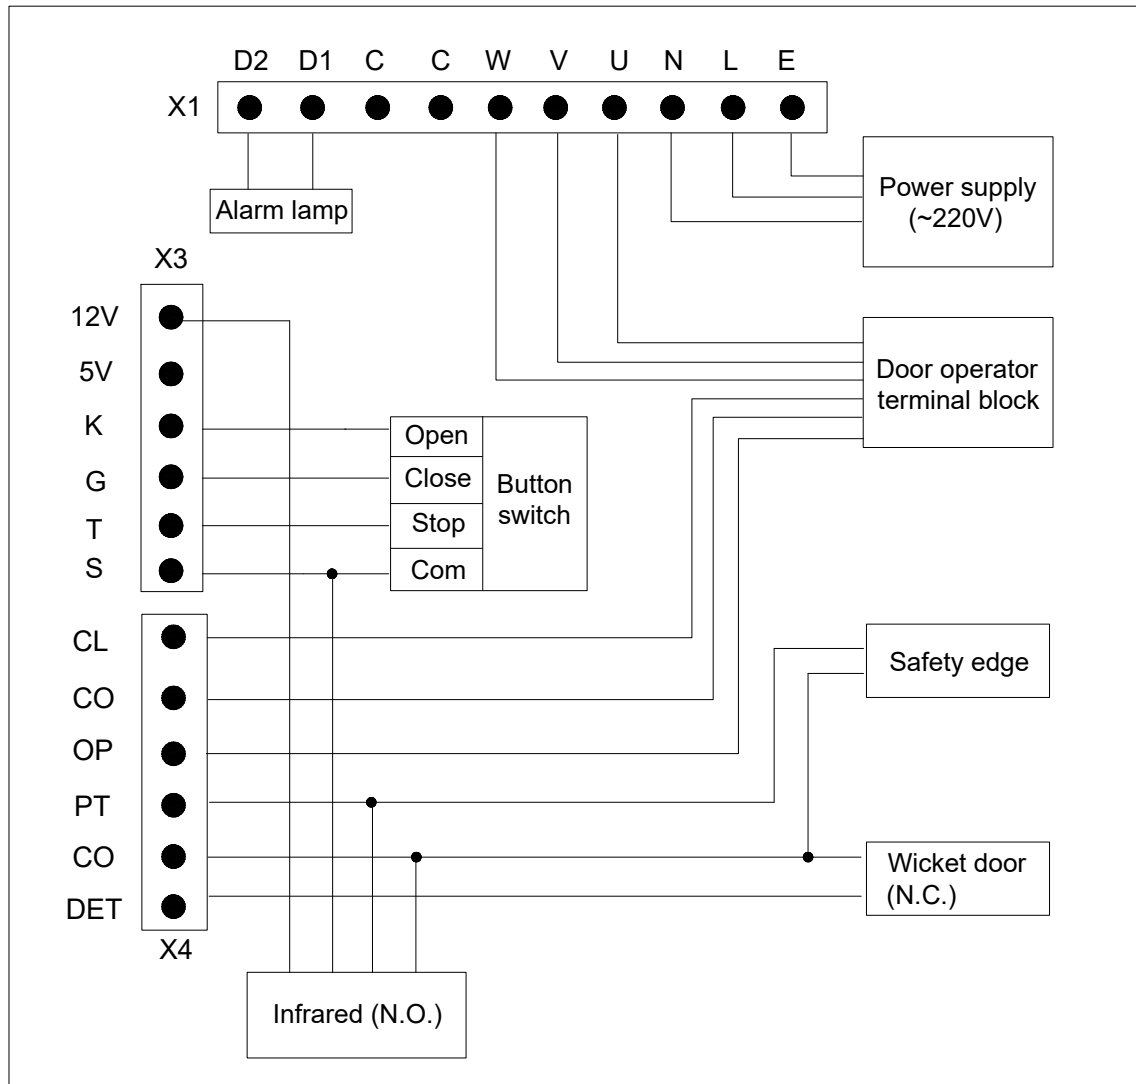 D2 D1 C C W V U N L E
X1
Power supply
(~220V)
Alarm lamp
X3
12V
5V
K
G
T
S
Open
Close
Stop
Com
Button
switch
Door operator
terminal block
CL
CO
OP
PT
CO
DET
X4
Safety edge
Wicket door
(N.C.)
Infrared (N.O.)